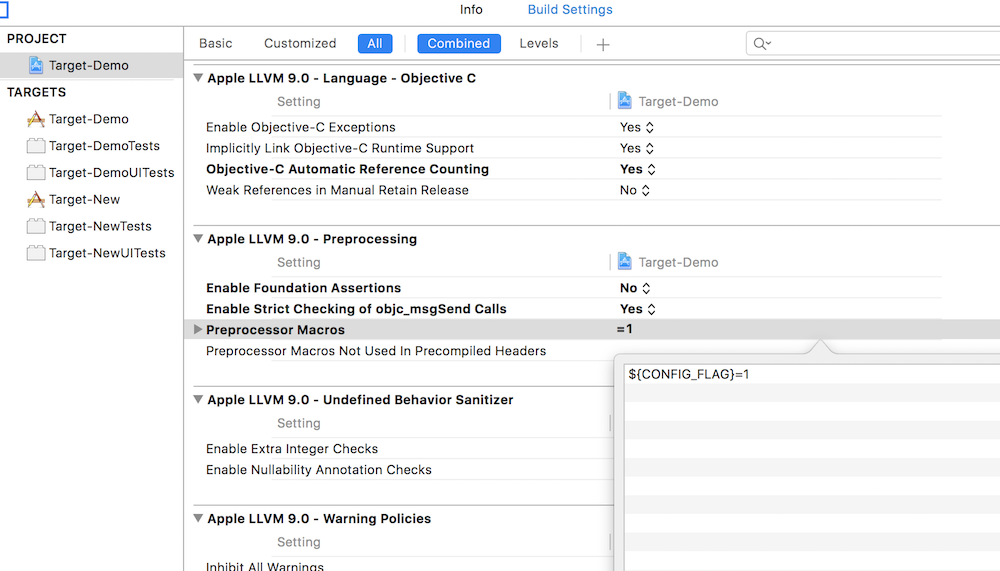 Info Build Settings
PROJECT
Target-Demo
TARGETS
Target-Demo
Target-DemoTests
Target-DemoUITests
Target-New
Target-NewTests
Target-NewUITests
Basic Customized All Combined Levels
Apple LLVM 9.0 - Language - Objective C
Setting Target-Demo
Enable Objective-C Exceptions Yes
Implicitly Link Objective-C Runtime Support Yes
Objective-C Automatic Reference Counting Yes
Weak References in Manual Retain Release No
Apple LLVM 9.0 - Preprocessing
Setting Target-Demo
Enable Foundation Assertions No
Enable Strict Checking of objc_msgSend Calls Yes
Preprocessor Macros =1
Preprocessor Macros Not Used In Precompiled Headers
${CONFIG_FLAG}=1
Apple LLVM 9.0 - Undefined Behavior Sanitizer
Setting
Enable Extra Integer Checks
Enable Nullability Annotation Checks
Apple LLVM 9.0 - Warning Policies
Setting
Inhibit All Warnings